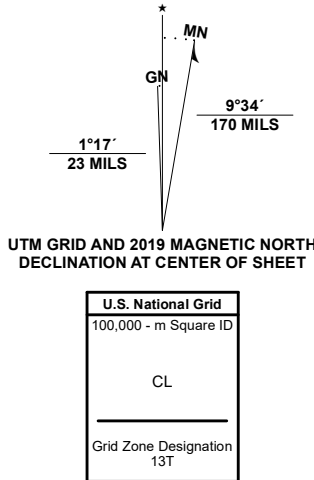 ★
MN
GN
9°34´
170 MILS
1°17´
23 MILS
UTM GRID AND 2019 MAGNETIC NORTH
DECLINATION AT CENTER OF SHEET
U.S. National Grid
100,000 - m Square ID
CL
Grid Zone Designation
13T